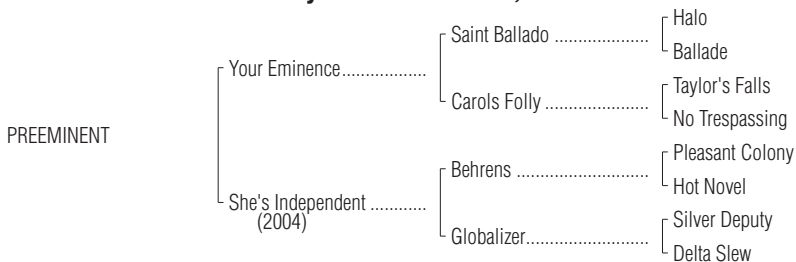 Halo
Saint Ballado ....................
Ballade
Your Eminence..................
Taylor's Falls
Carols Folly ......................
No Trespassing
PREEMINENT
Pleasant Colony
Behrens ............................
Hot Novel
She's Independent ............
(2004)
Silver Deputy
Globalizer..........................
Delta Slew